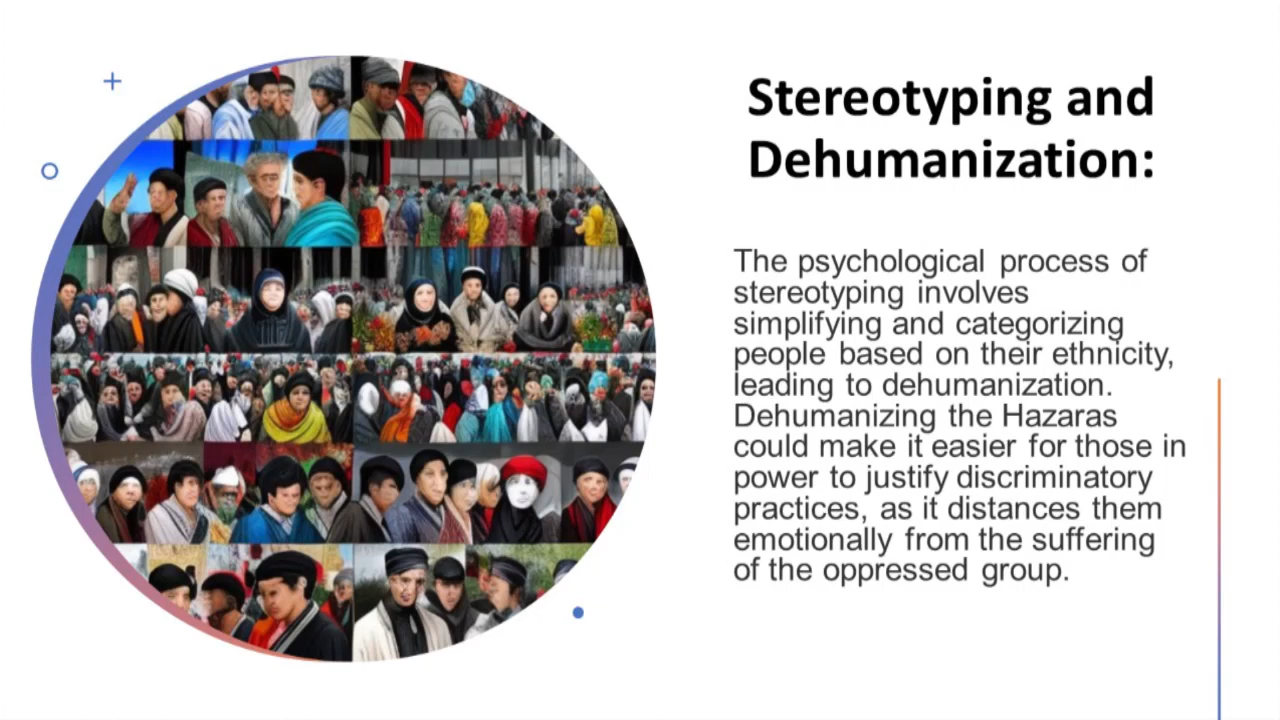 Stereotyping and
Dehumanization:
The psychological process of
stereotyping involves
simplifying and categorizing
people based on their ethnicity,
leading to dehumanization.
Dehumanizing the Hazaras
could make it easier for those in
power to justify discriminatory
practices, as it distances them
emotionally from the suffering
of the oppressed group.